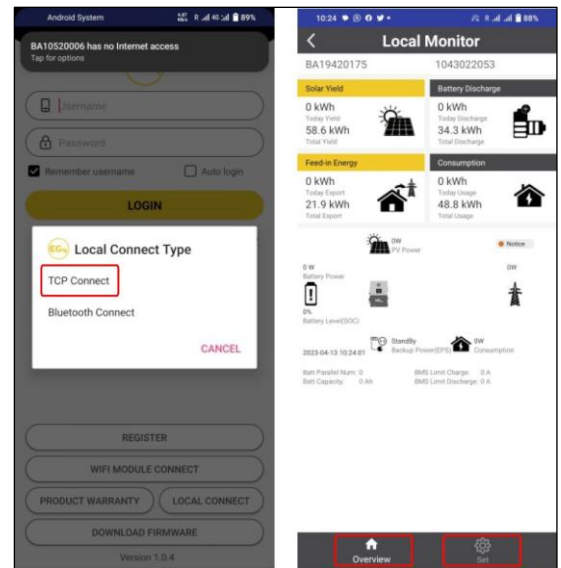 Android System
89%
BA10520006 has no Internet access
Tap for options
Username
Password
Remember username
Auto login
LOGIN
Local Connect Type
TCP Connect
Bluetooth Connect
CANCEL
REGISTER
WIFI MODULE CONNECT
PRODUCT WARRANTY
LOCAL CONNECT
DOWNLOAD FIRMWARE
Version 1.0.4
10:24
88%
Local Monitor
BA19420175
1043022053
Solar Yield
Battery Discharge
0 kWh
Today Yield
58.6 kWh
Total Yield
0 kWh
Today Discharge
34.3 kWh
Total Discharge
Feed-in Energy
Consumption
0 kWh
Today Export
21.9 kWh
Total Export
0 kWh
Today Usage
48.8 kWh
Total Usage
0W
PV Power
Notice
0 W
Battery Power
0W
0%
Battery Level(SOC)
2023-04-13 10:24:01
StandBy
Backup Power(EPS)
0W
Consumption
Batt Parallel Num: 0
BMS Limit Charge: 0 A
Batt Capacity: 0 Ah
BMS Limit Discharge: 0 A
Overview
Set